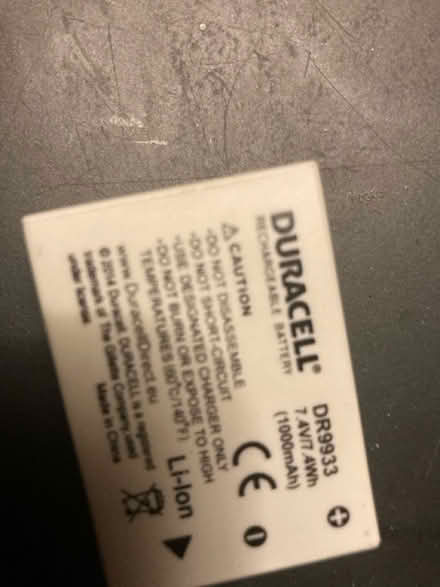 DURACELL®
RECHARGEABLE BATTERY
DR9933
7.4V/7.4Wh
(1000mAh)
⚠ CAUTION
•DO NOT DISASSEMBLE
•DO NOT SHORT-CIRCUIT
•USE DESIGNATED CHARGER ONLY
•DO NOT BURN OR EXPOSE TO HIGH
TEMPERATURES (60°C/140°F)
CE
Li-Ion
www.DuracellDirect.eu
© 2014 Duracell, DURACELL is a registered
trademark of The Gillette Company used
under license
Made in China